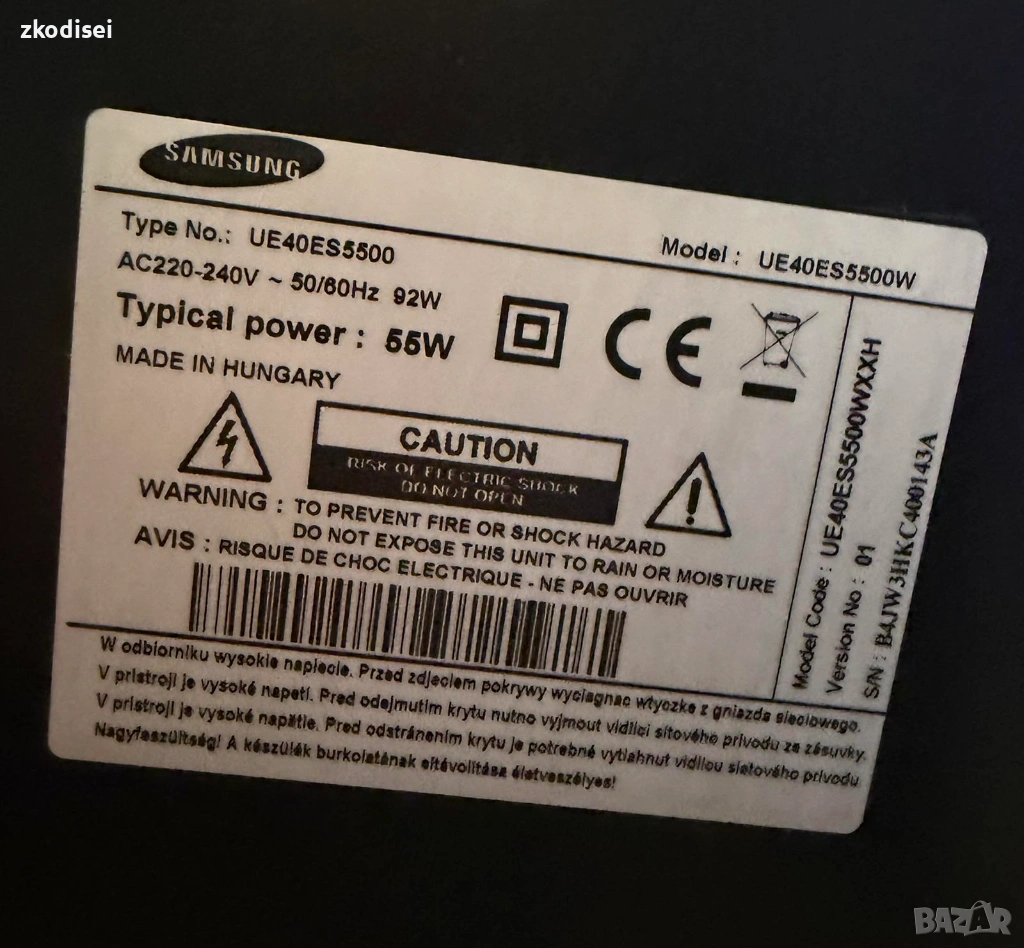 zkodisei
SAMSUNG
Type No.: UE40ES5500
Model : UE40ES5500W
AC220-240V ~ 50/60Hz 92W
Typical power : 55W
MADE IN HUNGARY
CE
CAUTION
RISK OF ELECTRIC SHOCK
DO NOT OPEN
WARNING : TO PREVENT FIRE OR SHOCK HAZARD
DO NOT EXPOSE THIS UNIT TO RAIN OR MOISTURE
AVIS : RISQUE DE CHOC ELECTRIQUE - NE PAS OUVRIR
Model Code : UE40ES5500WXXH
Version No : 01
S/N : B4JW3HKC400143A
W odbiorniku wysokie napiecie. Przed zdjeciem pokrywy wyciagnac wtyczke z gniazda sieciowego.
V pristroji je vysoké napetí. Pred odejmutím krytu nutno vyjmout vidlici sítového prívodu ze zásuvky.
V prístroji je vysoké napätie. Pred odstránením krytu je potrebné vytiahnut vidlicu sietového prívodu
Nagyfeszültség! A készülék burkolatának eltávolítása életveszélyes!
BAZAR